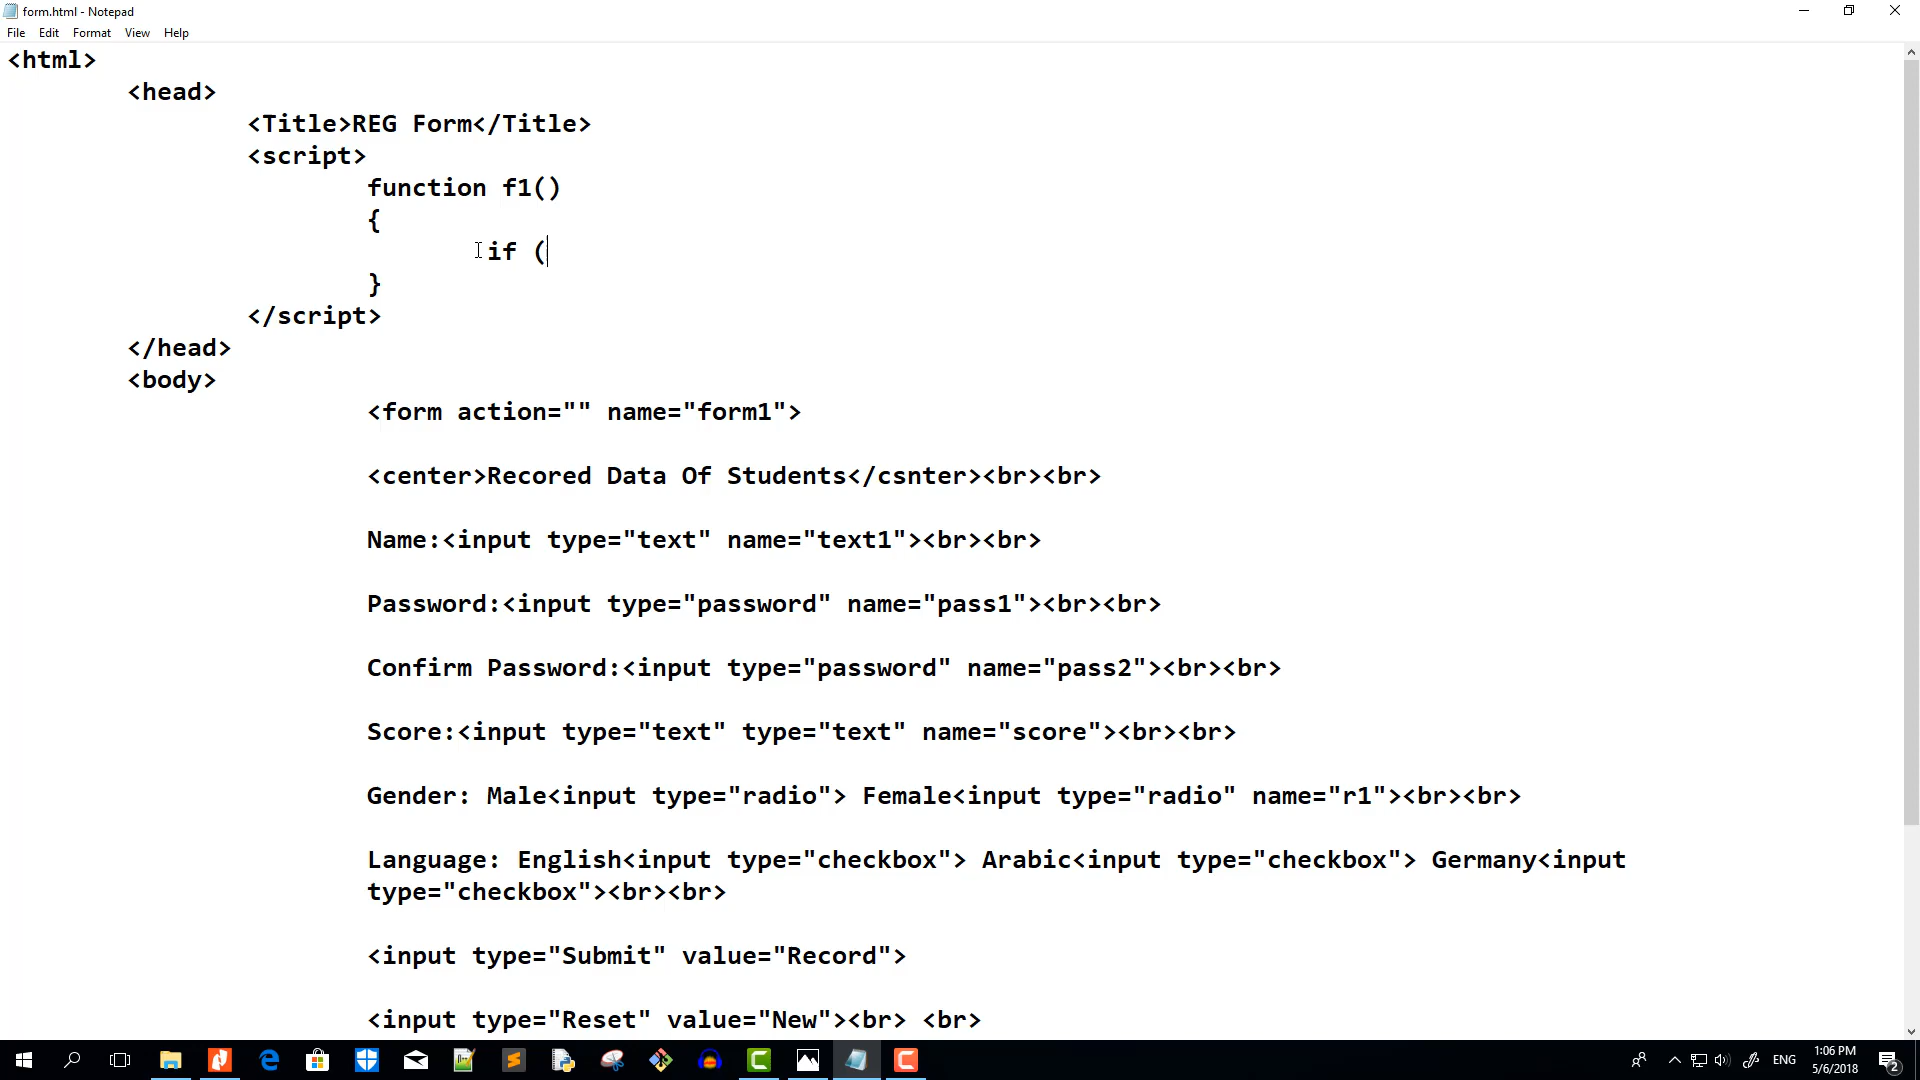 form.html - Notepad
File Edit Format View Help
<html>
<head>
<Title>REG Form</Title>
<script>
function f1()
{
if (
}
</script>
</head>
<body>
<form action="" name="form1">
<center>Recored Data Of Students</csnter><br><br>
Name:<input type="text" name="text1"><br><br>
Password:<input type="password" name="pass1"><br><br>
Confirm Password:<input type="password" name="pass2"><br><br>
Score:<input type="text" type="text" name="score"><br><br>
Gender: Male<input type="radio"> Female<input type="radio" name="r1"><br><br>
Language: English<input type="checkbox"> Arabic<input type="checkbox"> Germany<input
type="checkbox"><br><br>
<input type="Submit" value="Record">
<input type="Reset" value="New"><br> <br>
ENG
1:06 PM
5/6/2018
2